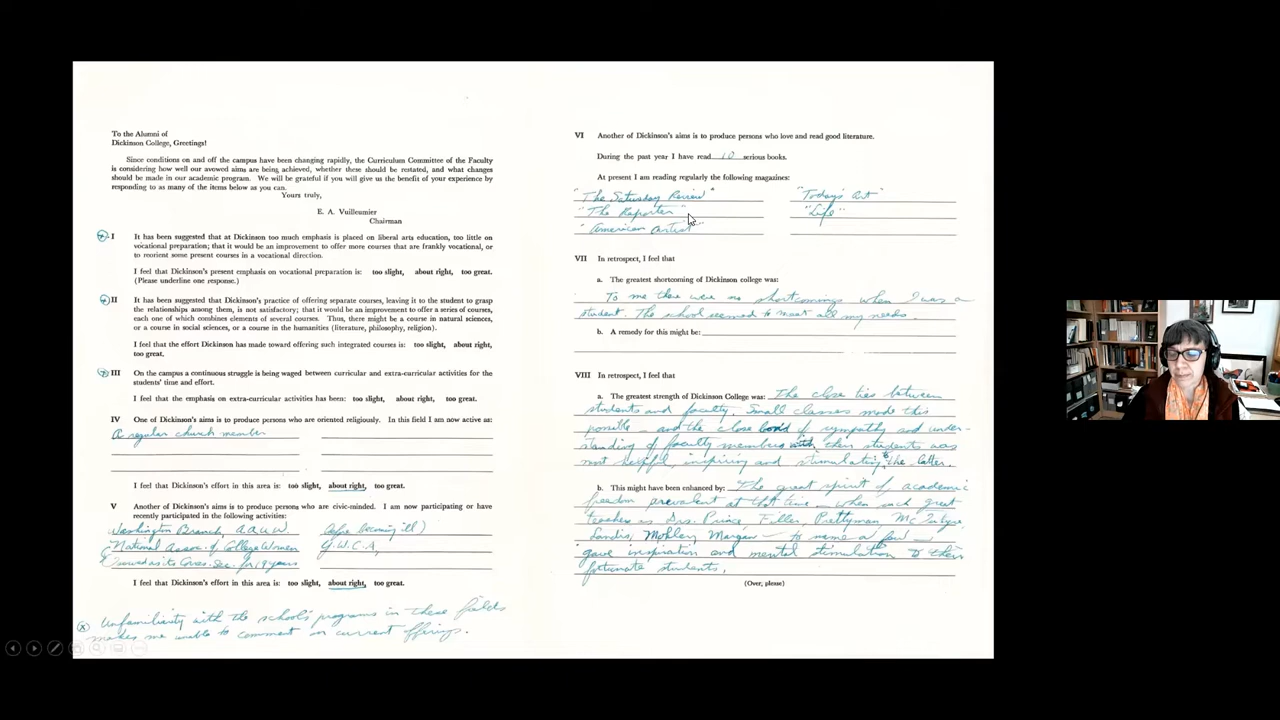 To the Alumni of
Dickinson College, Greetings!
Since conditions on and off the campus have been changing rapidly, the Curriculum Committee of the Faculty
is considering how well our avowed aims are being achieved, whether these should be restated, and what changes
should be made in our academic program. We will be grateful if you will give us the benefit of your experience by
responding to as many of the items below as you can.
Yours truly,
E. A. Vuilleumier
Chairman
I It has been suggested that at Dickinson too much emphasis is placed on liberal arts education, too little on
vocational preparation; that it would be an improvement to offer more courses that are frankly vocational, or
to reorient some present courses in a vocational direction.
I feel that Dickinson's present emphasis on vocational preparation is: too slight, about right, too great.
(Please underline one response.)
II It has been suggested that Dickinson's practice of offering separate courses, leaving it to the student to grasp
the relationships among them, is not satisfactory; that it would be an improvement to offer a series of courses,
each one of which combines elements of several courses. Thus, there might be a course in natural sciences,
or a course in social sciences, or a course in the humanities (literature, philosophy, religion).
I feel that the effort Dickinson has made toward offering such integrated courses is: too slight, about right,
too great.
III On the campus a continuous struggle is being waged between curricular and extra-curricular activities for the
students' time and effort.
I feel that the emphasis on extra-curricular activities has been: too slight, about right, too great.
IV One of Dickinson's aims is to produce persons who are oriented religiously. In this field I am now active as:
A regular church member
I feel that Dickinson's effort in this area is: too slight, about right, too great.
V Another of Dickinson's aims is to produce persons who are civic-minded. I am now participating or have
recently participated in the following activities:
Washington Branch, A.A.U.W. (before becoming ill)
National Assoc. of College Women Y.W.C.A.
(Served as its Corres. Sec. for 9 years
I feel that Dickinson's effort in this area is: too slight, about right, too great.
(x) Unfamiliarity with the school's programs in these fields
makes me unable to comment on current offerings.
VI Another of Dickinson's aims is to produce persons who love and read good literature.
During the past year I have read 10 serious books.
At present I am reading regularly the following magazines:
"The Saturday Review" "Today's Art"
"The Reporter" "Life"
"American Artist"
VII In retrospect, I feel that
a. The greatest shortcoming of Dickinson college was:
To me there were no shortcomings when I was a
student. The school seemed to meet all my needs.
b. A remedy for this might be:
VIII In retrospect, I feel that
a. The greatest strength of Dickinson College was: The close ties between
students and faculty. Small classes made this
possible - and the close bond of sympathy and under-
standing of faculty members with their students was
most helpful, inspiring and stimulating to the latter.
b. This might have been enhanced by: The great spirit of academic
freedom prevalent at that time - when such great
teachers as Drs. Prince, Filler, Prettyman, McIntyre,
Landis, Mohler, Morgan - to name a few -
gave inspiration and mental stimulation to their
fortunate students.
(Over, please)